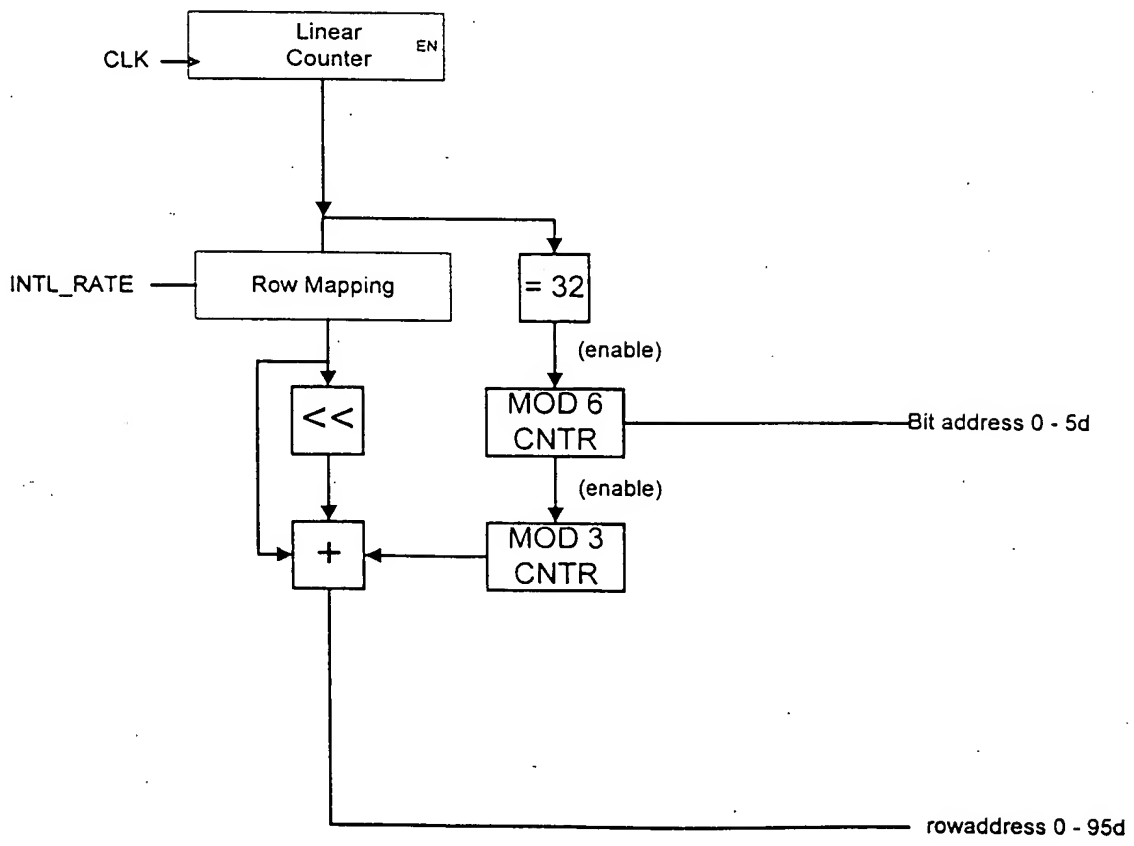 Linear
Counter
EN
CLK
INTL_RATE
Row Mapping
= 32
(enable)
<<
MOD 6
CNTR
Bit address 0 - 5d
(enable)
+
MOD 3
CNTR
rowaddress 0 - 95d